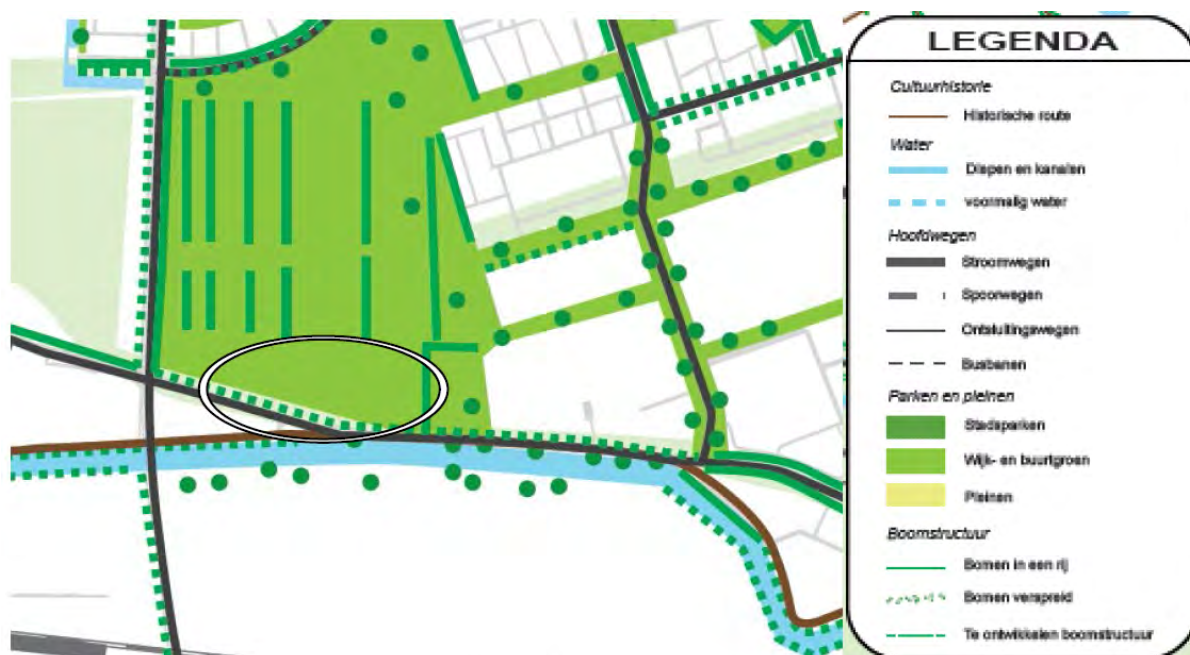 LEGENDA
Cultuurhistorie
Historische route
Water
Diepen en kanalen
voormalig water
Hoofdwegen
Stroomwegen
Spoorwegen
Ontsluitingswegen
Busbanen
Parken en pleinen
Stadsparken
Wijk- en buurtgroen
Pleinen
Boomstructuur
Bomen in een rij
Bomen verspreid
Te ontwikkelen boomstructuur